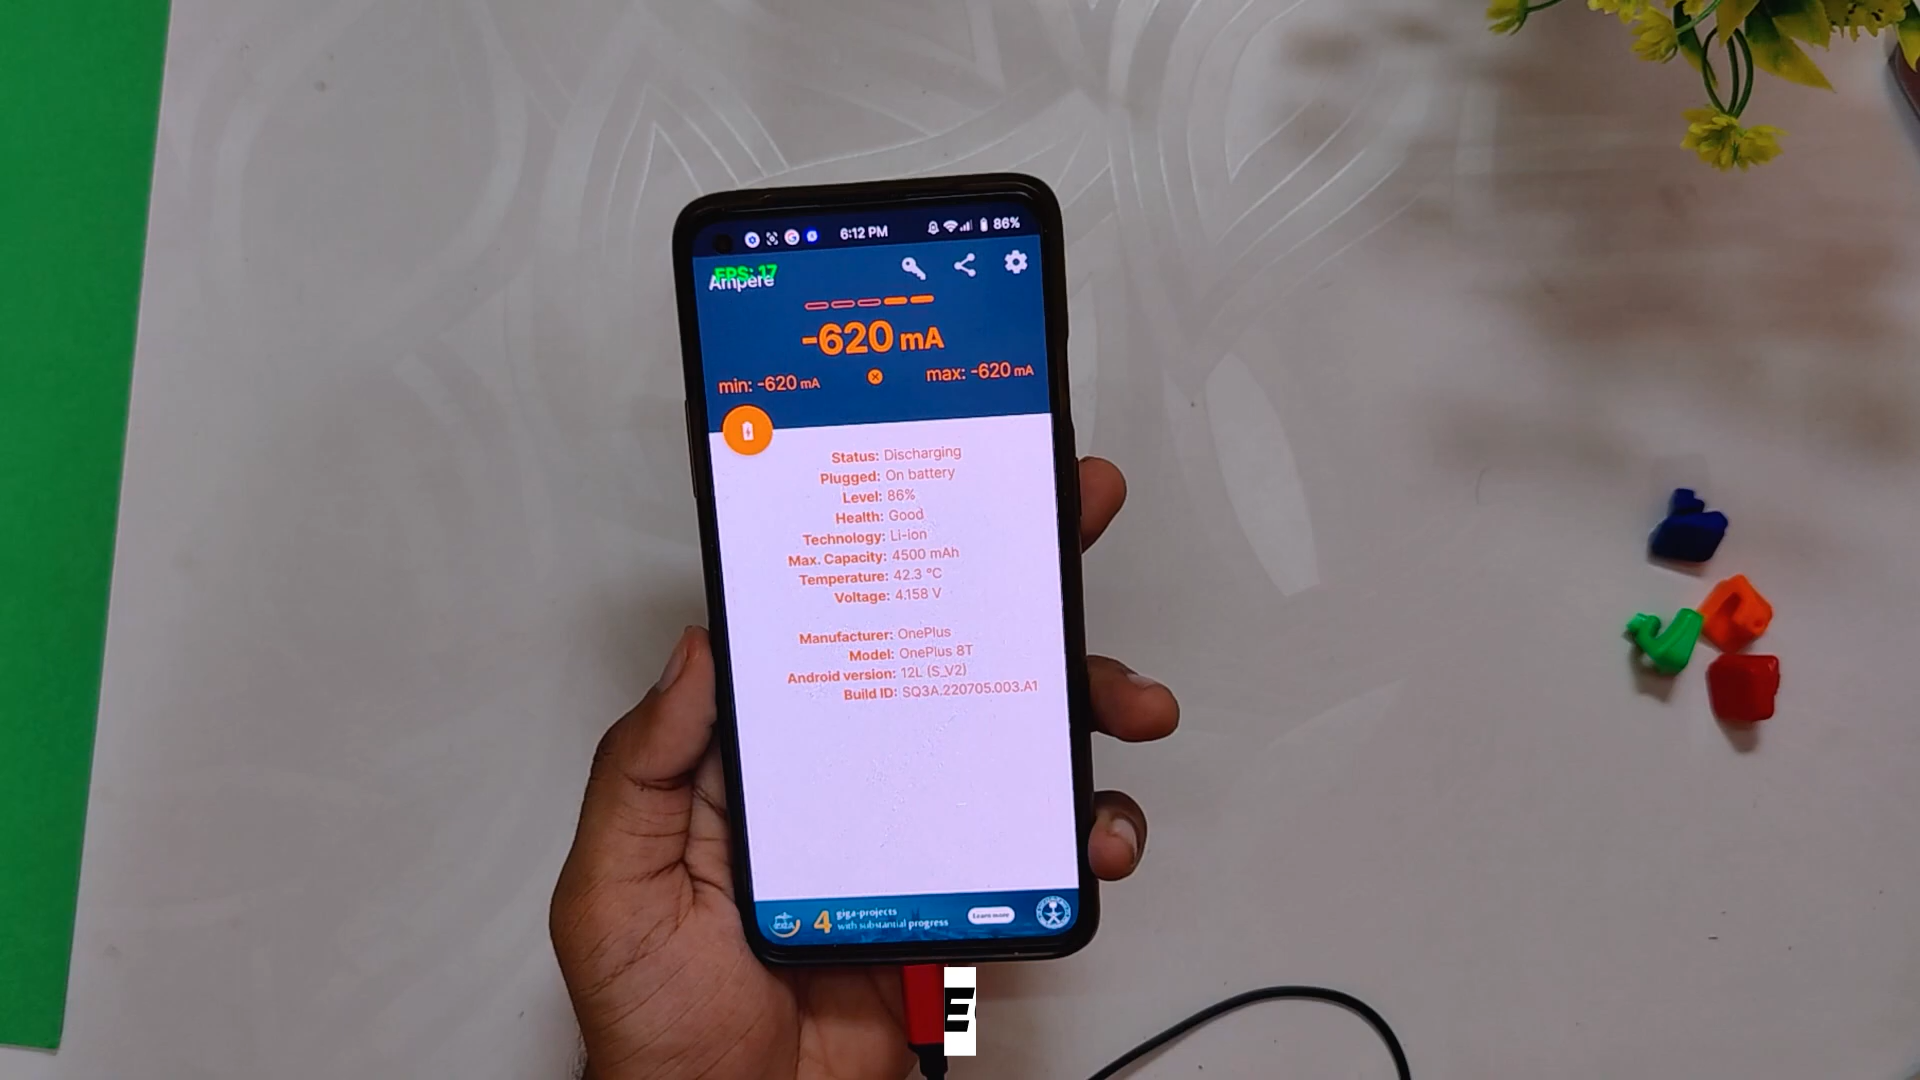 6:12 PM
86%
FPS: 17
Ampere
-620 mA
min: -620 mA
max: -620 mA
Status: Discharging
Plugged: On battery
Level: 86%
Health: Good
Technology: Li-ion
Max. Capacity: 4500 mAh
Temperature: 42.3 °C
Voltage: 4.158 V
Manufacturer: OnePlus
Model: OnePlus 8T
Android version: 12L (S_V2)
Build ID: SQ3A.220705.003.A1
4 giga-projects
with substantial progress
Learn more
E